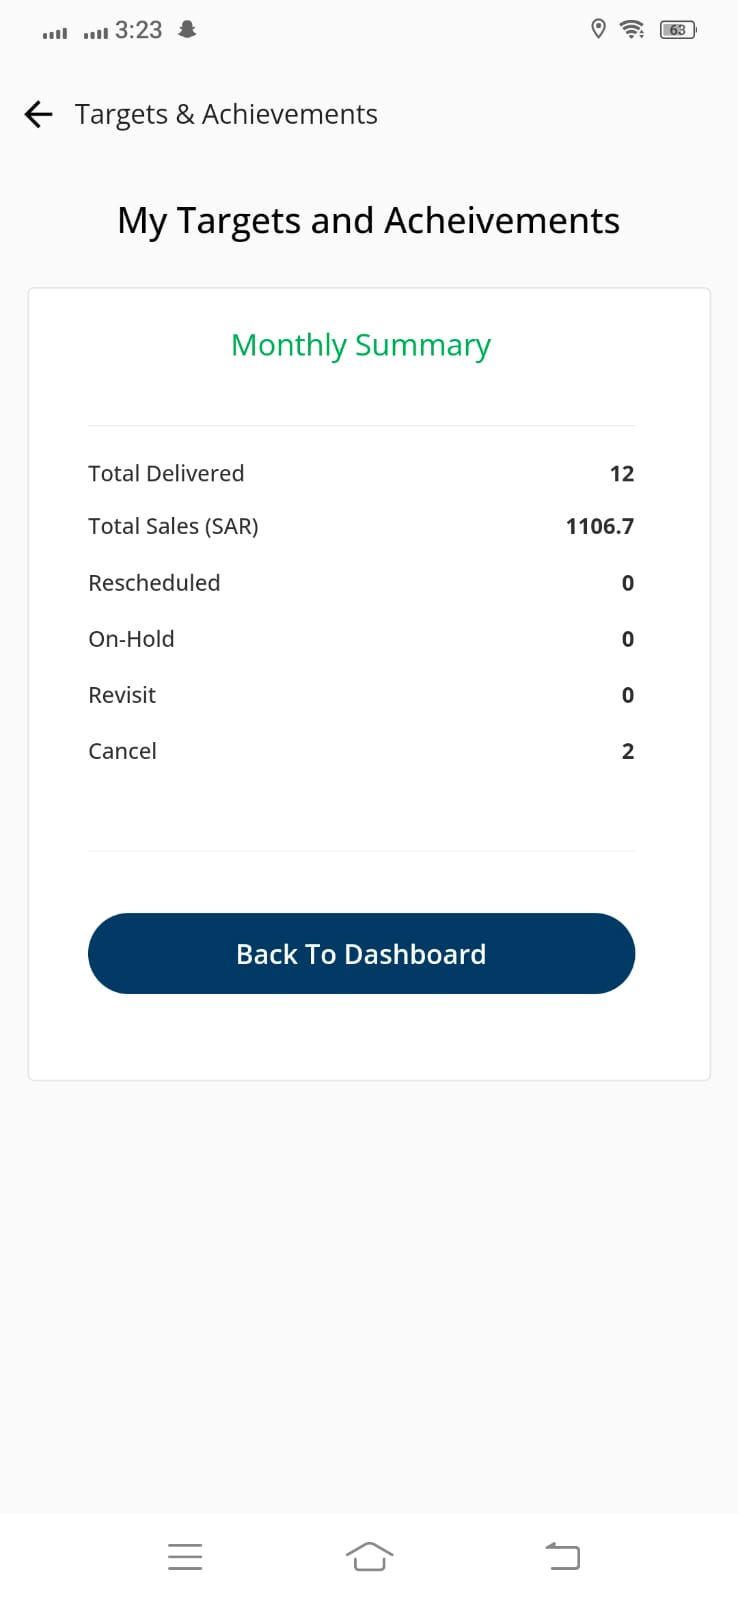 3:23
63
Targets & Achievements
My Targets and Acheivements
Monthly Summary
Total Delivered 12
Total Sales (SAR) 1106.7
Rescheduled 0
On-Hold 0
Revisit 0
Cancel 2
Back To Dashboard